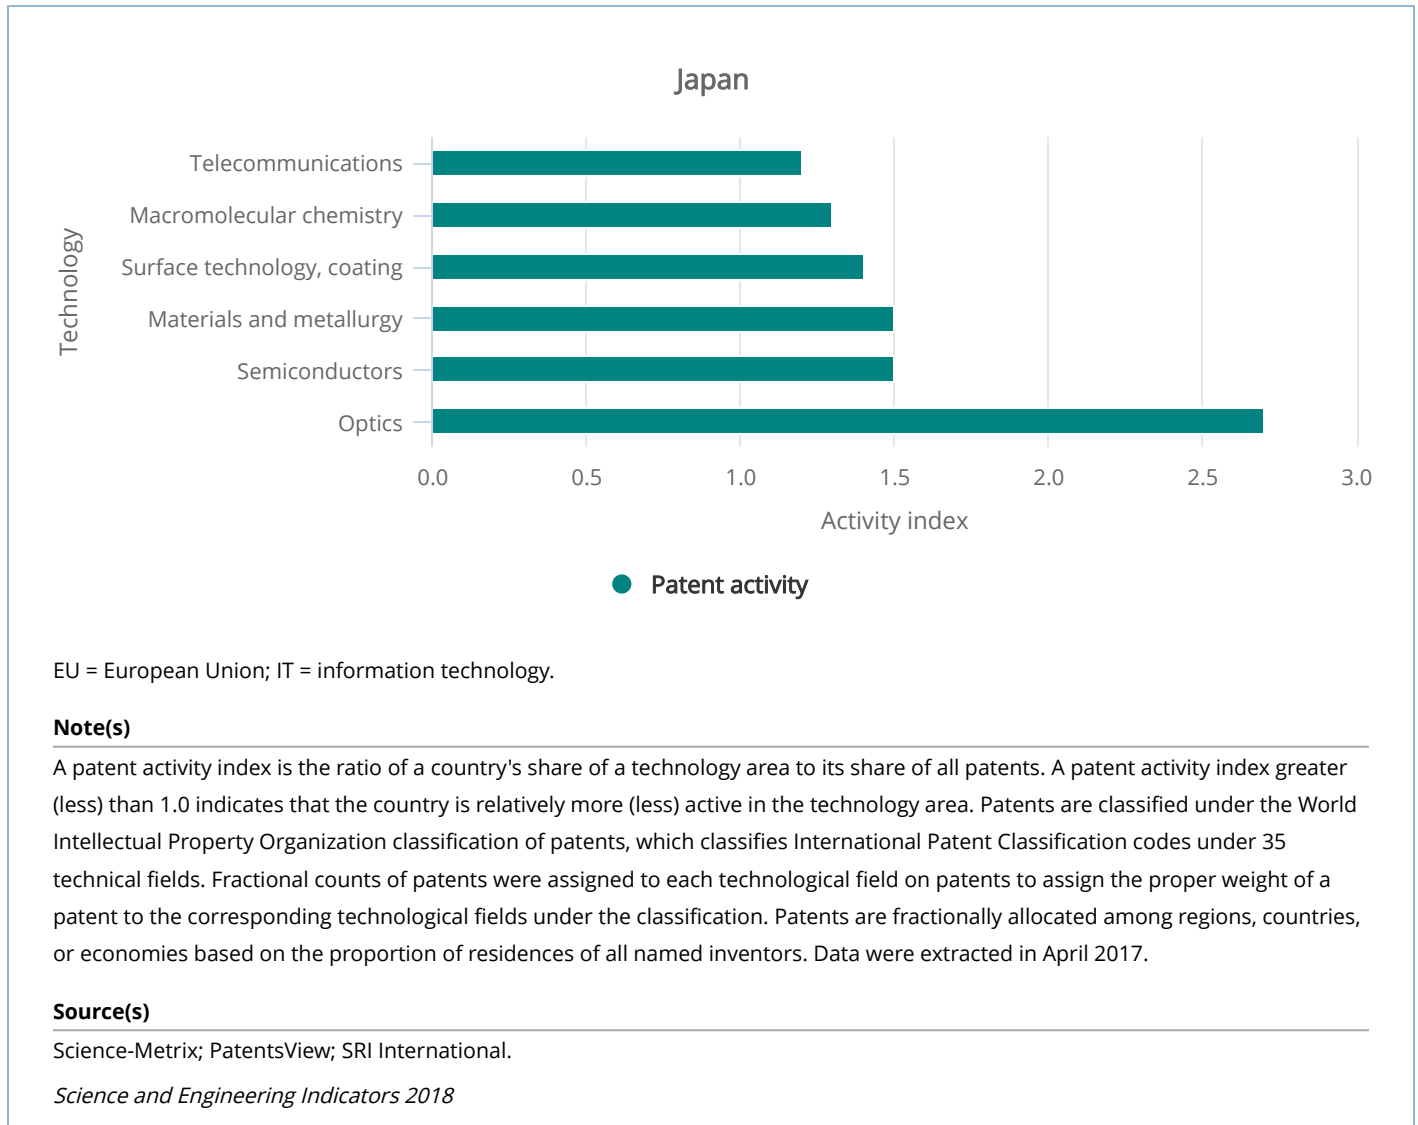 Japan
Technology
Telecommunications
Macromolecular chemistry
Surface technology, coating
Materials and metallurgy
Semiconductors
Optics
0.0 0.5 1.0 1.5 2.0 2.5 3.0
Activity index
Patent activity
EU = European Union; IT = information technology.
Note(s)
A patent activity index is the ratio of a country's share of a technology area to its share of all patents. A patent activity index greater
(less) than 1.0 indicates that the country is relatively more (less) active in the technology area. Patents are classified under the World
Intellectual Property Organization classification of patents, which classifies International Patent Classification codes under 35
technical fields. Fractional counts of patents were assigned to each technological field on patents to assign the proper weight of a
patent to the corresponding technological fields under the classification. Patents are fractionally allocated among regions, countries,
or economies based on the proportion of residences of all named inventors. Data were extracted in April 2017.
Source(s)
Science-Metrix; PatentsView; SRI International.
Science and Engineering Indicators 2018